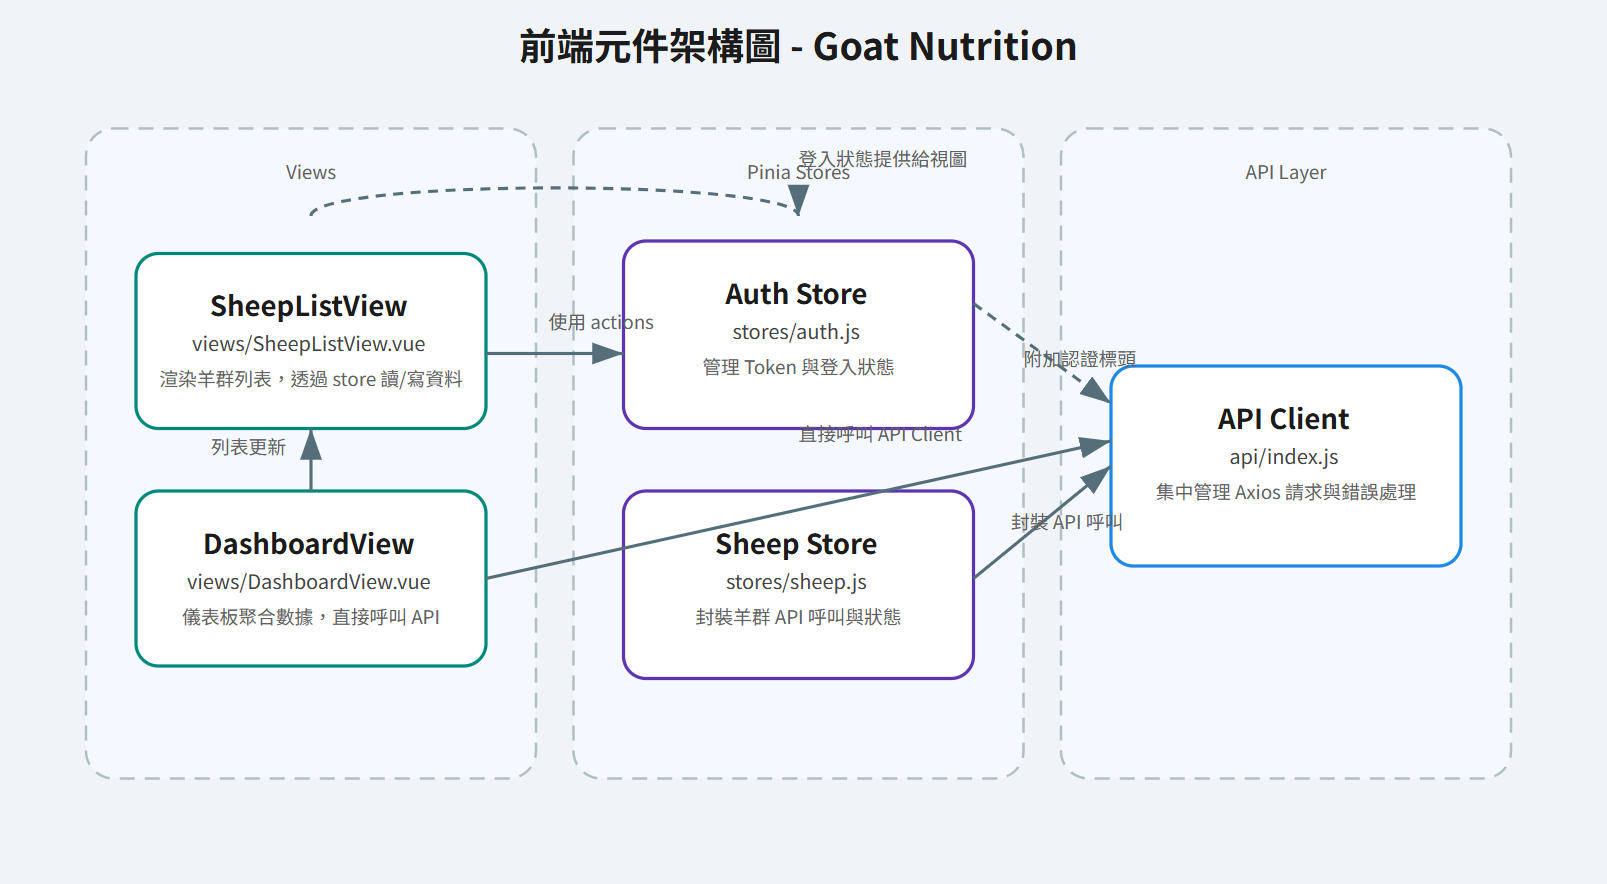 前端元件架構圖 - Goat Nutrition
Views
SheepListView
views/SheepListView.vue
渲染羊群列表，透過 store 讀/寫資料
列表更新
DashboardView
views/DashboardView.vue
儀表板聚合數據，直接呼叫 API
使用 actions
登入狀態提供給視圖
Pinia Stores
Auth Store
stores/auth.js
管理 Token 與登入狀態
直接呼叫 API Client
Sheep Store
stores/sheep.js
封裝羊群 API 呼叫與狀態
附加認證標頭
封裝 API 呼叫
API Layer
API Client
api/index.js
集中管理 Axios 請求與錯誤處理